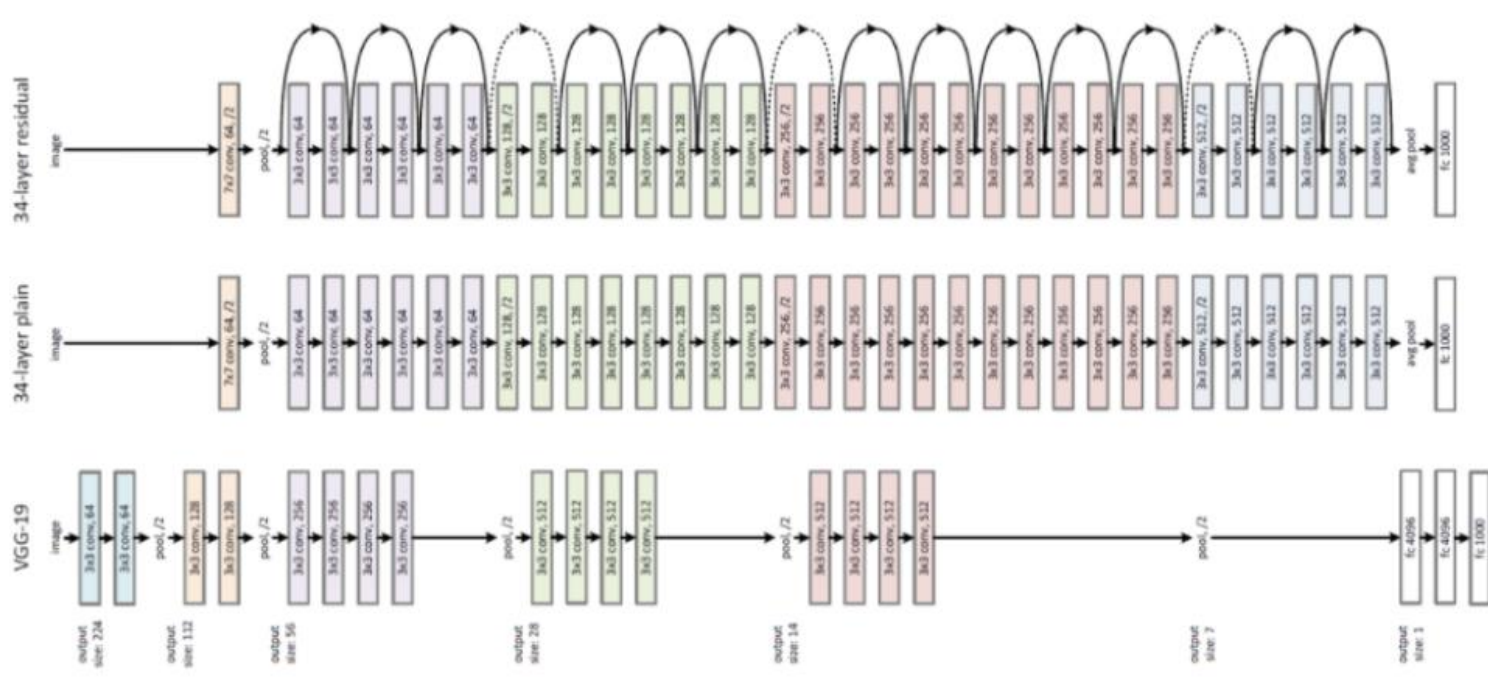 34-layer residual
image
7x7 conv, 64, /2
pool, /2
3x3 conv, 64
3x3 conv, 64
3x3 conv, 64
3x3 conv, 64
3x3 conv, 64
3x3 conv, 64
3x3 conv, 128, /2
3x3 conv, 128
3x3 conv, 128
3x3 conv, 128
3x3 conv, 128
3x3 conv, 128
3x3 conv, 128
3x3 conv, 128
3x3 conv, 256, /2
3x3 conv, 256
3x3 conv, 256
3x3 conv, 256
3x3 conv, 256
3x3 conv, 256
3x3 conv, 256
3x3 conv, 256
3x3 conv, 256
3x3 conv, 256
3x3 conv, 256
3x3 conv, 256
3x3 conv, 512, /2
3x3 conv, 512
3x3 conv, 512
3x3 conv, 512
3x3 conv, 512
3x3 conv, 512
avg pool
fc 1000
34-layer plain
image
7x7 conv, 64, /2
pool, /2
3x3 conv, 64
3x3 conv, 64
3x3 conv, 64
3x3 conv, 64
3x3 conv, 64
3x3 conv, 64
3x3 conv, 128, /2
3x3 conv, 128
3x3 conv, 128
3x3 conv, 128
3x3 conv, 128
3x3 conv, 128
3x3 conv, 128
3x3 conv, 128
3x3 conv, 256, /2
3x3 conv, 256
3x3 conv, 256
3x3 conv, 256
3x3 conv, 256
3x3 conv, 256
3x3 conv, 256
3x3 conv, 256
3x3 conv, 256
3x3 conv, 256
3x3 conv, 256
3x3 conv, 256
3x3 conv, 512, /2
3x3 conv, 512
3x3 conv, 512
3x3 conv, 512
3x3 conv, 512
3x3 conv, 512
avg pool
fc 1000
VGG-19
image
3x3 conv, 64
3x3 conv, 64
pool, /2
3x3 conv, 128
3x3 conv, 128
pool, /2
3x3 conv, 256
3x3 conv, 256
3x3 conv, 256
3x3 conv, 256
pool, /2
3x3 conv, 512
3x3 conv, 512
3x3 conv, 512
3x3 conv, 512
pool, /2
3x3 conv, 512
3x3 conv, 512
3x3 conv, 512
3x3 conv, 512
pool, /2
fc 4096
fc 4096
fc 1000
output
size: 224
output
size: 112
output
size: 56
output
size: 28
output
size: 14
output
size: 7
output
size: 1